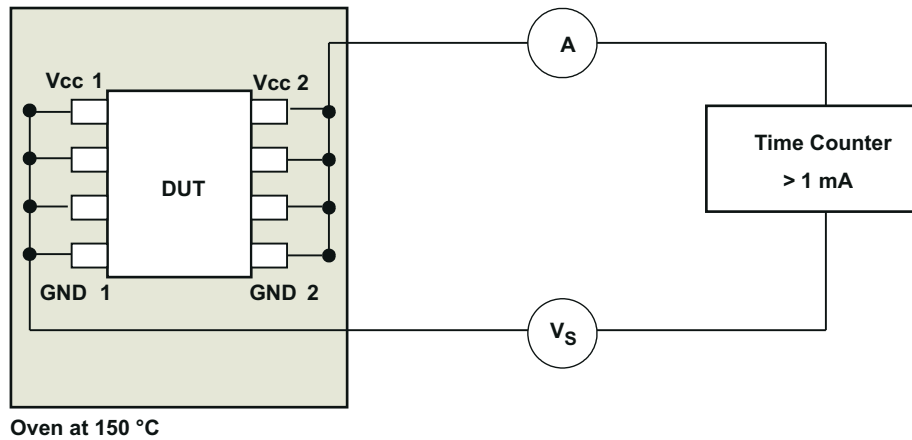 A
Vcc 1
Vcc 2
Time Counter
> 1 mA
DUT
GND 1
GND 2
VS
Oven at 150 °C